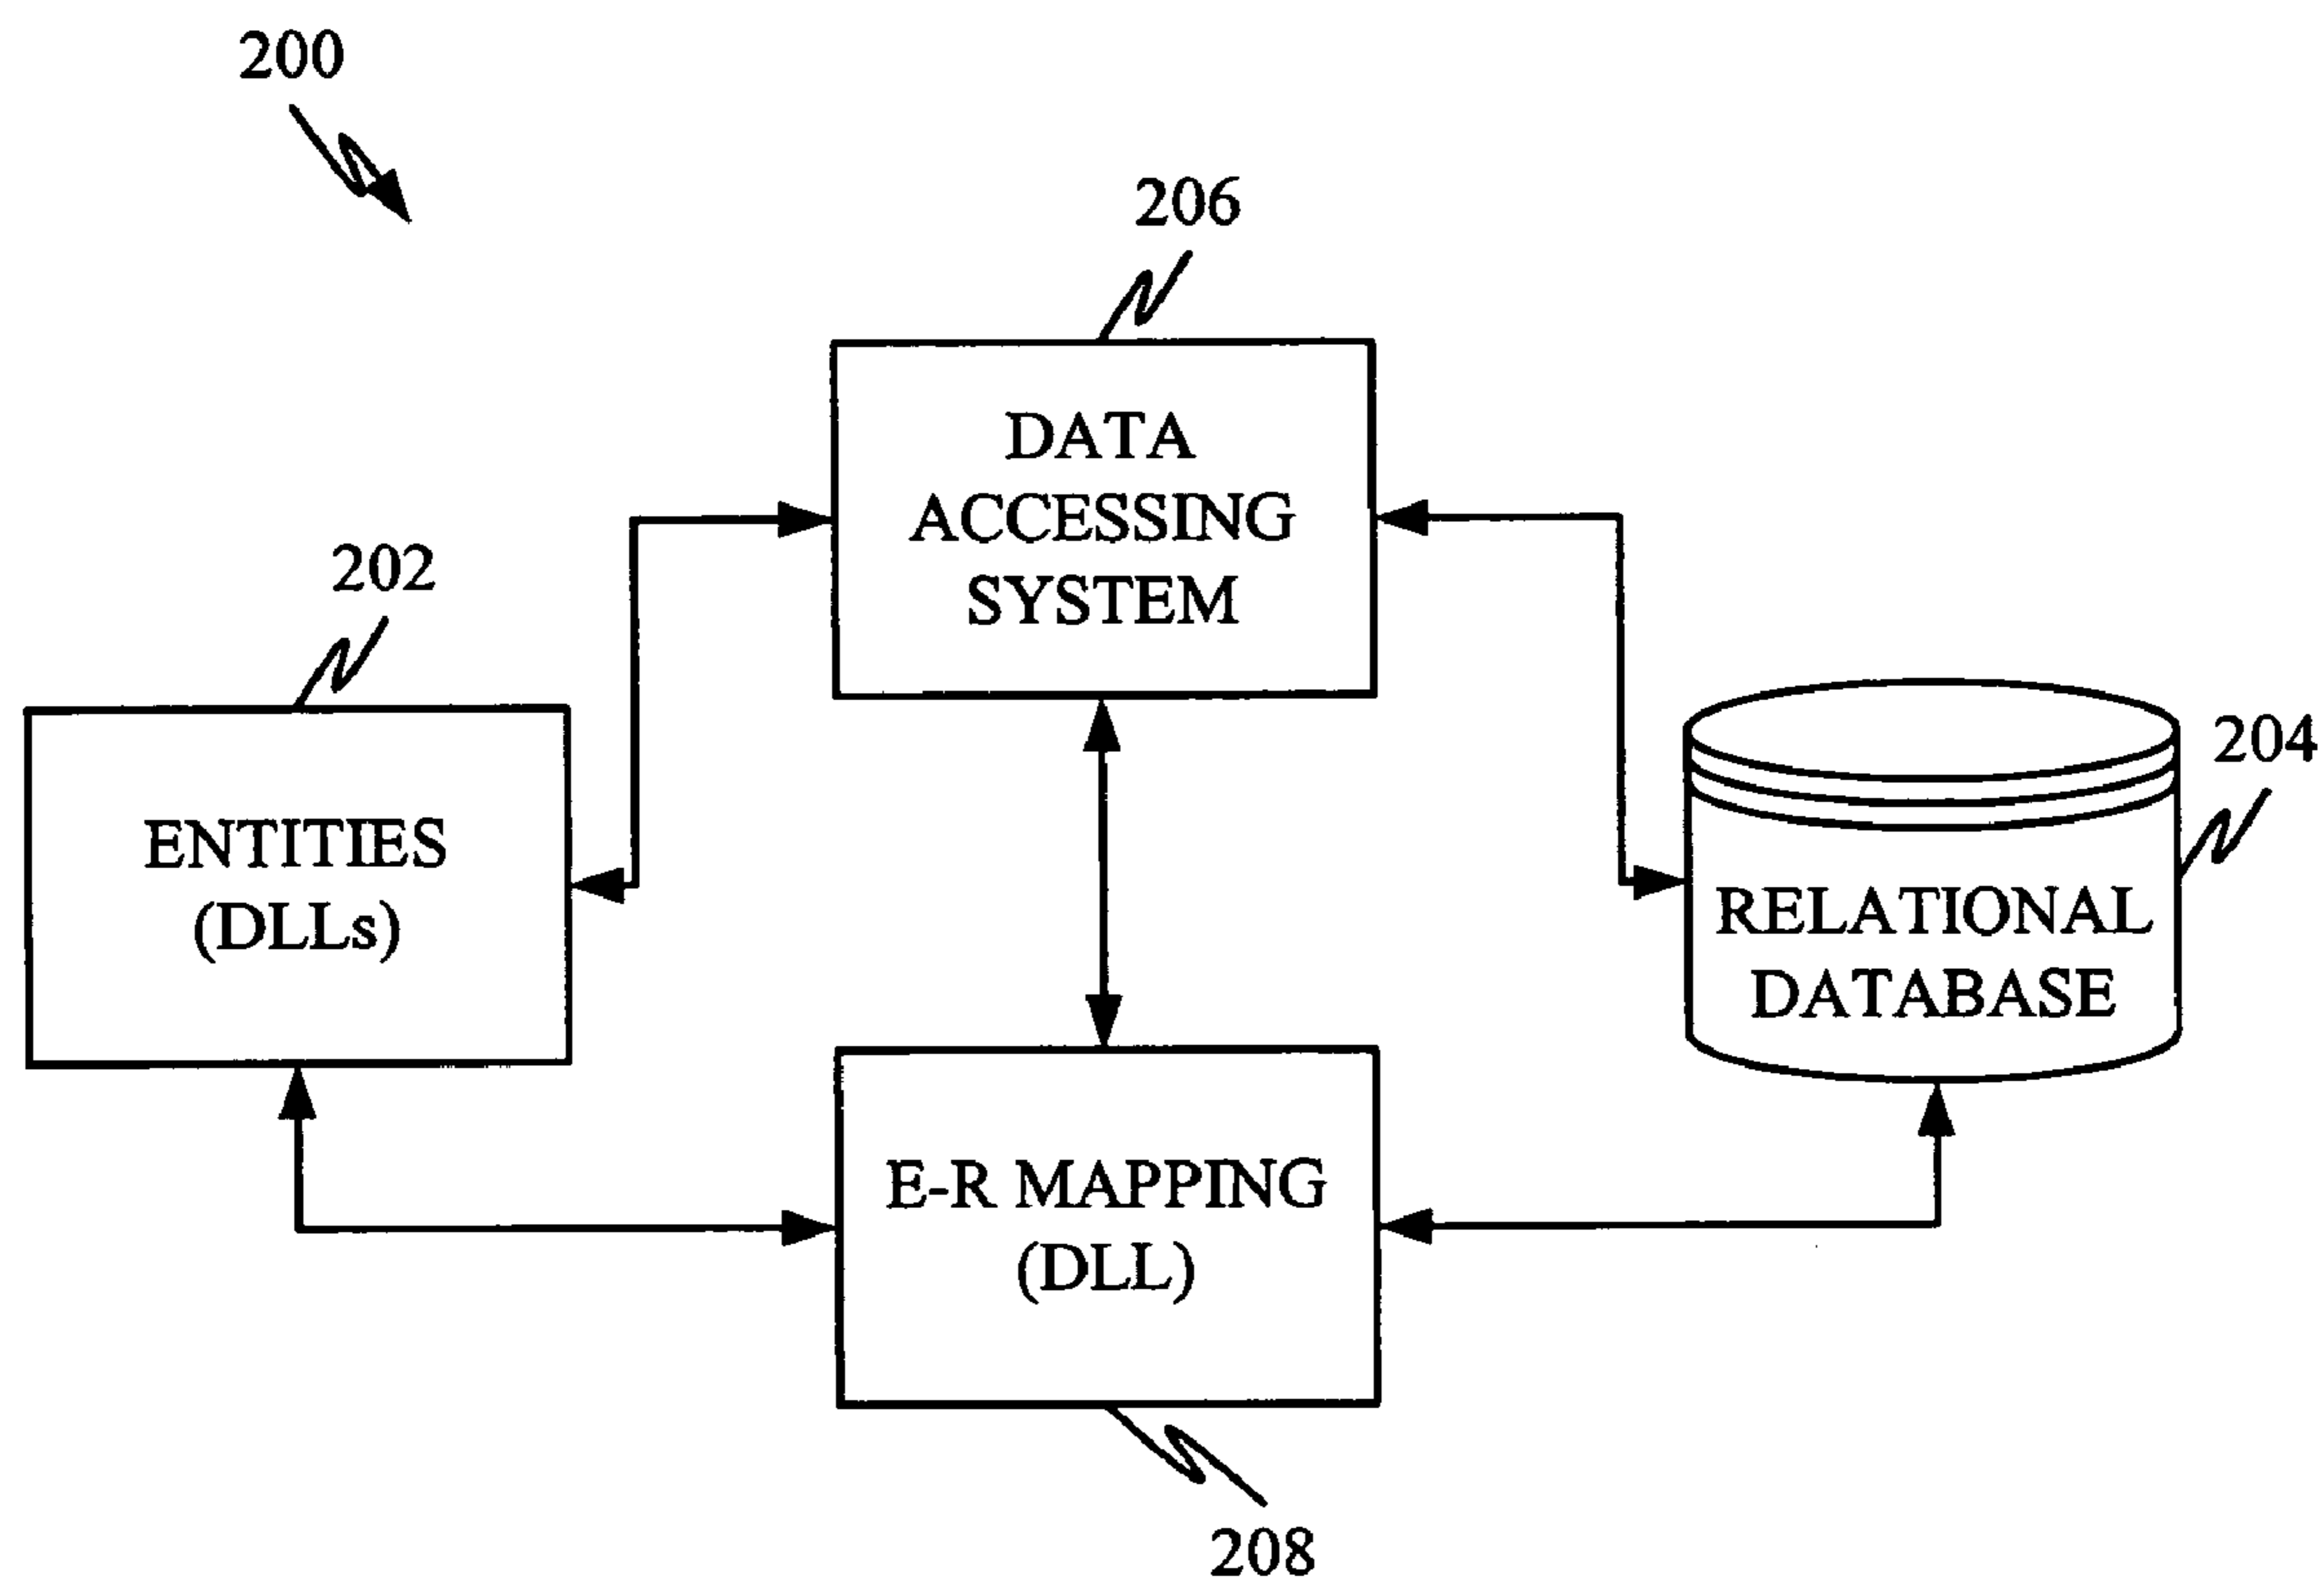 200
206
DATA
ACCESSING
SYSTEM
202
ENTITIES
(DLLs)
204
RELATIONAL
DATABASE
E-R MAPPING
(DLL)
208